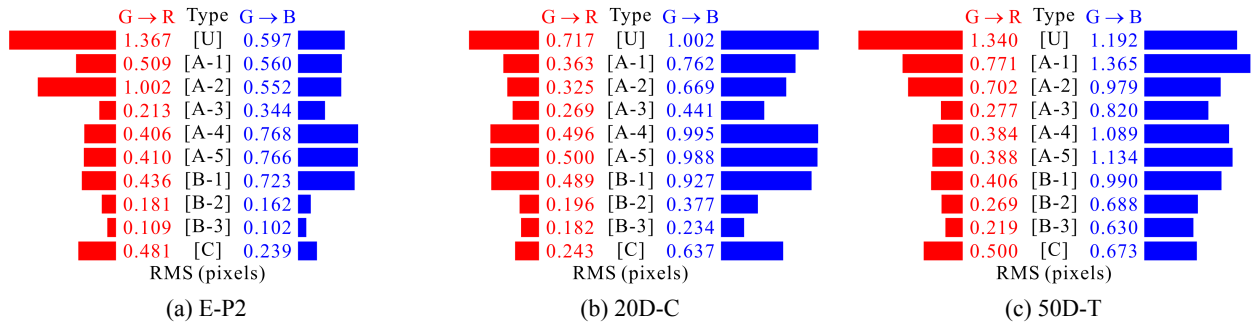 G → R Type G → B
1.367 [U] 0.597
0.509 [A-1] 0.560
1.002 [A-2] 0.552
0.213 [A-3] 0.344
0.406 [A-4] 0.768
0.410 [A-5] 0.766
0.436 [B-1] 0.723
0.181 [B-2] 0.162
0.109 [B-3] 0.102
0.481 [C] 0.239
RMS (pixels)
(a) E-P2
G → R Type G → B
0.717 [U] 1.002
0.363 [A-1] 0.762
0.325 [A-2] 0.669
0.269 [A-3] 0.441
0.496 [A-4] 0.995
0.500 [A-5] 0.988
0.489 [B-1] 0.927
0.196 [B-2] 0.377
0.182 [B-3] 0.234
0.243 [C] 0.637
RMS (pixels)
(b) 20D-C
G → R Type G → B
1.340 [U] 1.192
0.771 [A-1] 1.365
0.702 [A-2] 0.979
0.277 [A-3] 0.820
0.384 [A-4] 1.089
0.388 [A-5] 1.134
0.406 [B-1] 0.990
0.269 [B-2] 0.688
0.219 [B-3] 0.630
0.500 [C] 0.673
RMS (pixels)
(c) 50D-T